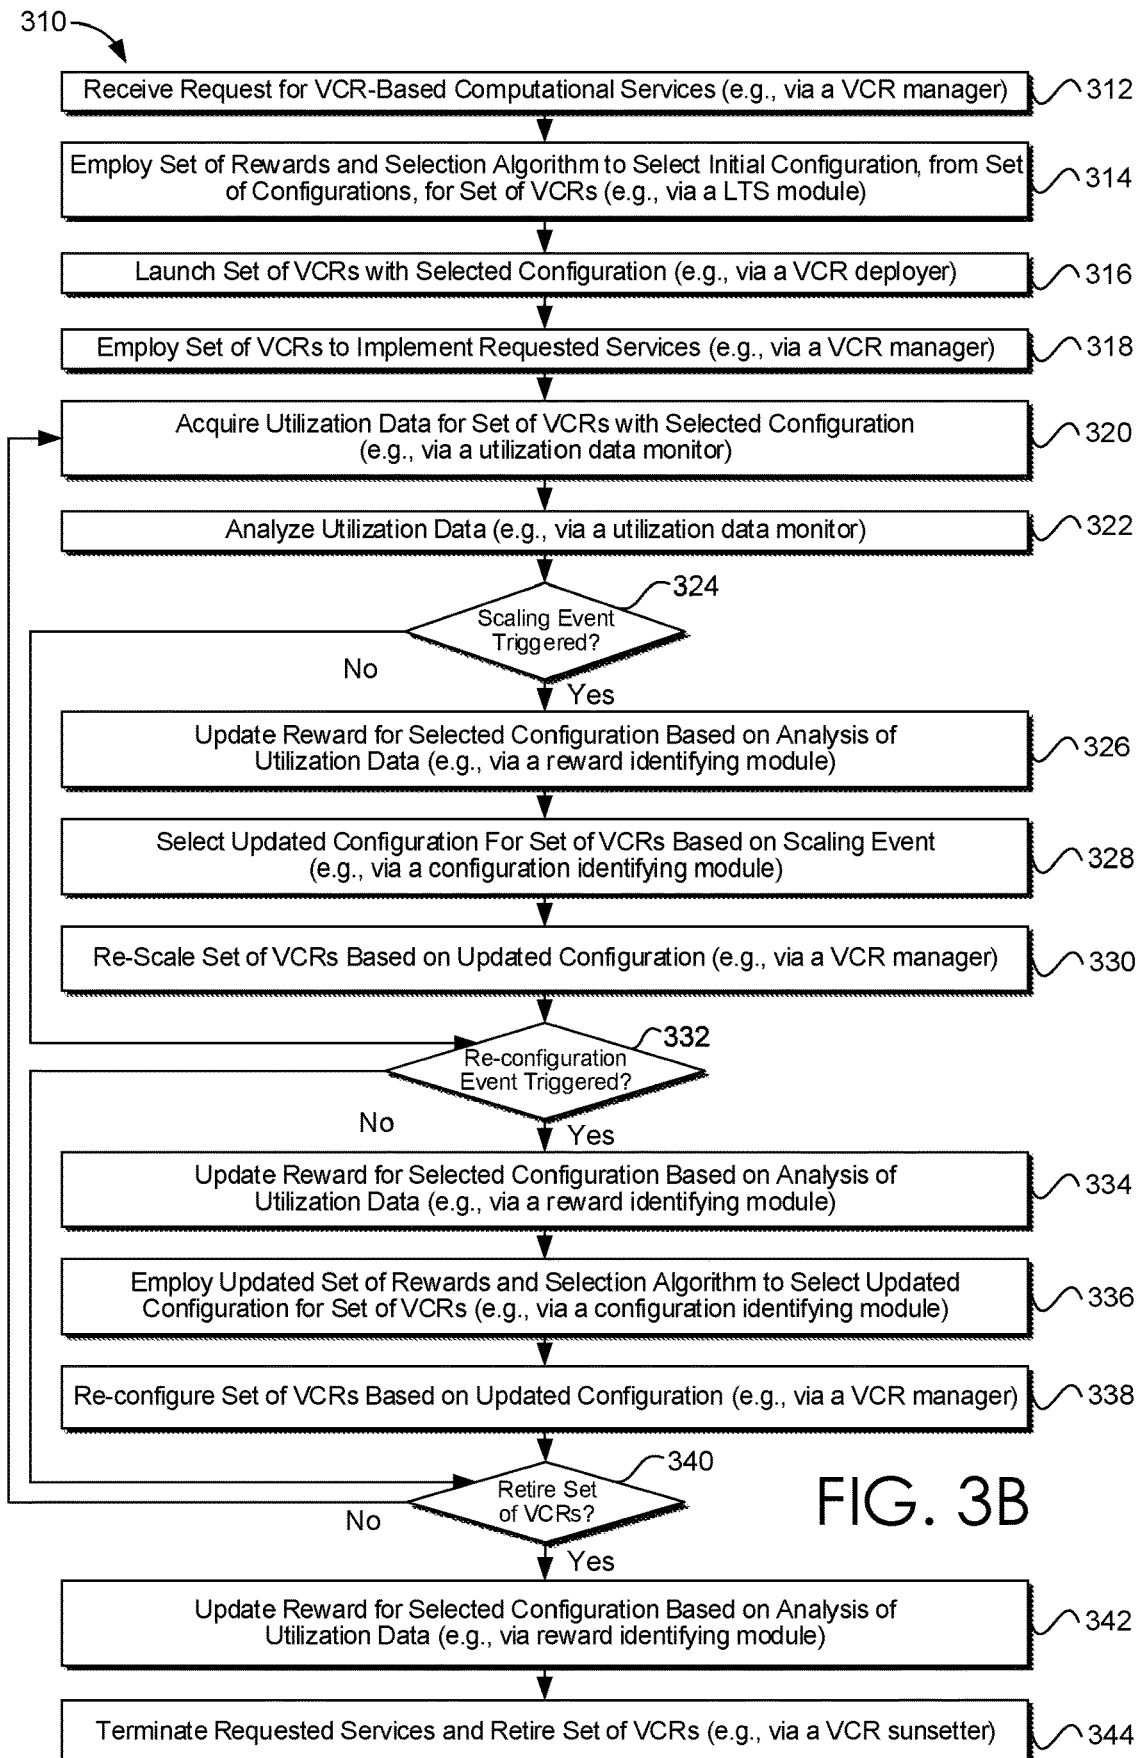 310
Receive Request for VCR-Based Computational Services (e.g., via a VCR manager)
312
Employ Set of Rewards and Selection Algorithm to Select Initial Configuration, from Set
of Configurations, for Set of VCRs (e.g., via a LTS module)
314
Launch Set of VCRs with Selected Configuration (e.g., via a VCR deployer)
316
Employ Set of VCRs to Implement Requested Services (e.g., via a VCR manager)
318
Acquire Utilization Data for Set of VCRs with Selected Configuration
(e.g., via a utilization data monitor)
320
Analyze Utilization Data (e.g., via a utilization data monitor)
322
324
Scaling Event
Triggered?
No
Yes
Update Reward for Selected Configuration Based on Analysis of
Utilization Data (e.g., via a reward identifying module)
326
Select Updated Configuration For Set of VCRs Based on Scaling Event
(e.g., via a configuration identifying module)
328
Re-Scale Set of VCRs Based on Updated Configuration (e.g., via a VCR manager)
330
332
Re-configuration
Event Triggered?
No
Yes
Update Reward for Selected Configuration Based on Analysis of
Utilization Data (e.g., via a reward identifying module)
334
Employ Updated Set of Rewards and Selection Algorithm to Select Updated
Configuration for Set of VCRs (e.g., via a configuration identifying module)
336
Re-configure Set of VCRs Based on Updated Configuration (e.g., via a VCR manager)
338
340
Retire Set
of VCRs?
FIG. 3B
No
Yes
Update Reward for Selected Configuration Based on Analysis of
Utilization Data (e.g., via reward identifying module)
342
Terminate Requested Services and Retire Set of VCRs (e.g., via a VCR sunsetter)
344